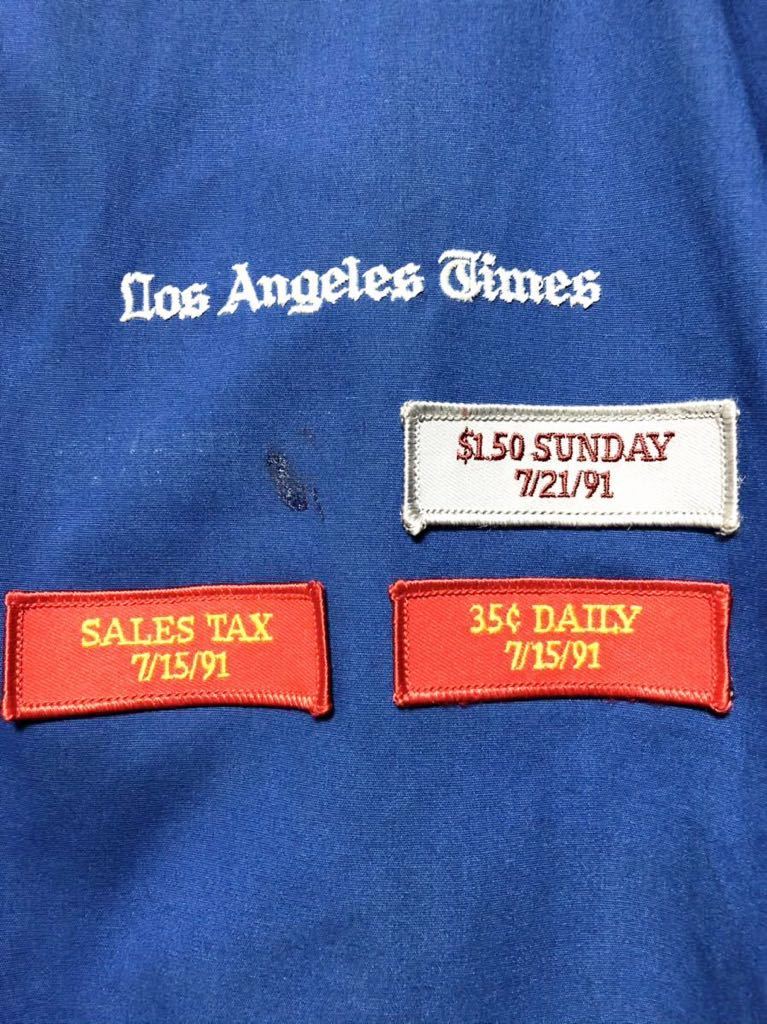 Los Angeles Times
$1.50 SUNDAY
7/21/91
SALES TAX
7/15/91
35¢ DAILY
7/15/91